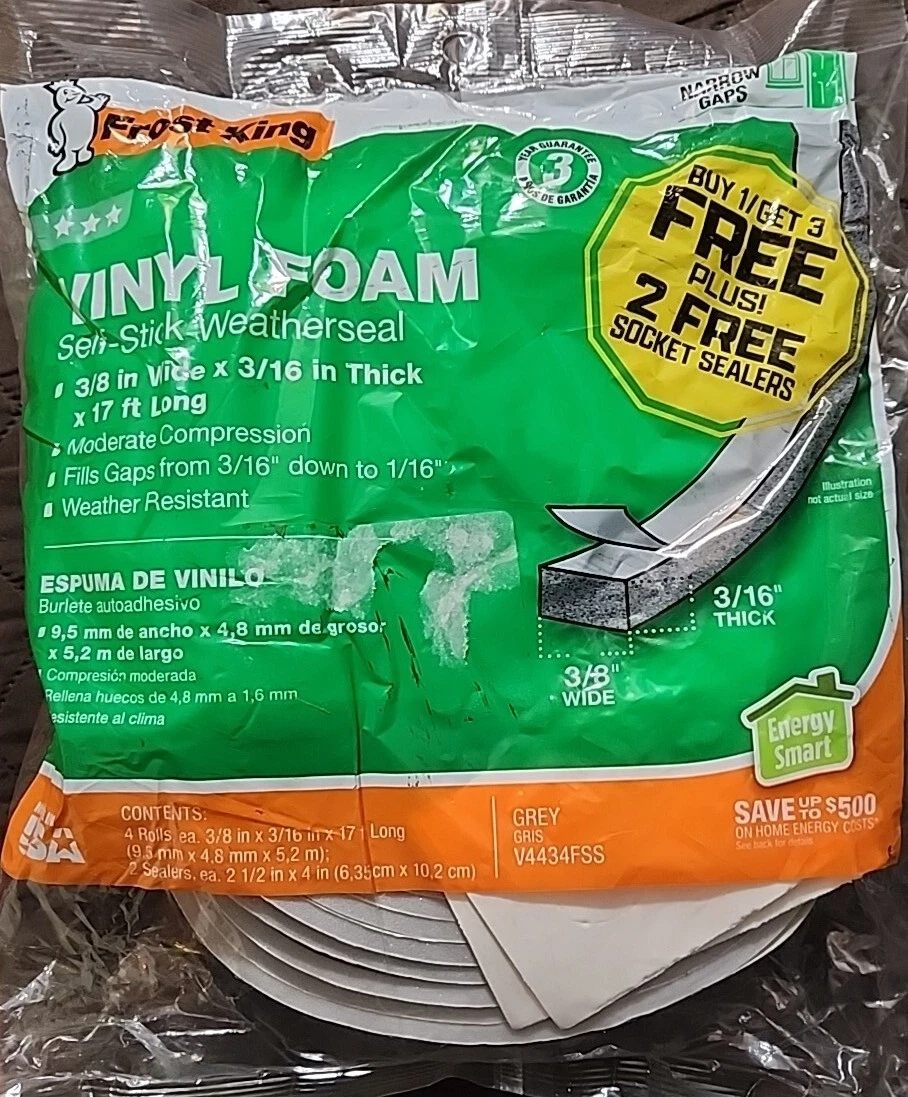 Frost King
NARROW
GAPS
3
YEAR GUARANTEE
AÑOS DE GARANTÍA
BUY 1/GET 3
FREE
PLUS!
2 FREE
SOCKET SEALERS
VINYL FOAM
Self-Stick Weatherseal
3/8 in Wide x 3/16 in Thick
x 17 ft Long
Moderate Compression
Fills Gaps from 3/16" down to 1/16"
Weather Resistant
Illustration
not actual size
ESPUMA DE VINILO
Burlete autoadhesivo
9,5 mm de ancho x 4,8 mm de grosor
x 5,2 m de largo
Compresión moderada
Rellena huecos de 4,8 mm a 1,6 mm
esistente al clima
3/16"
THICK
3/8"
WIDE
Energy
Smart
CONTENTS:
4 Rolls ea. 3/8 in x 3/16 in x 17 Long
(9.5 mm x 4,8 mm x 5,2 m);
2 Sealers, ea. 2 1/2 in x 4 in (6,35cm x 10,2 cm)
GREY
GRIS
V4434FSS
SAVE UP TO $500
ON HOME ENERGY COSTS*
See back for details
USA